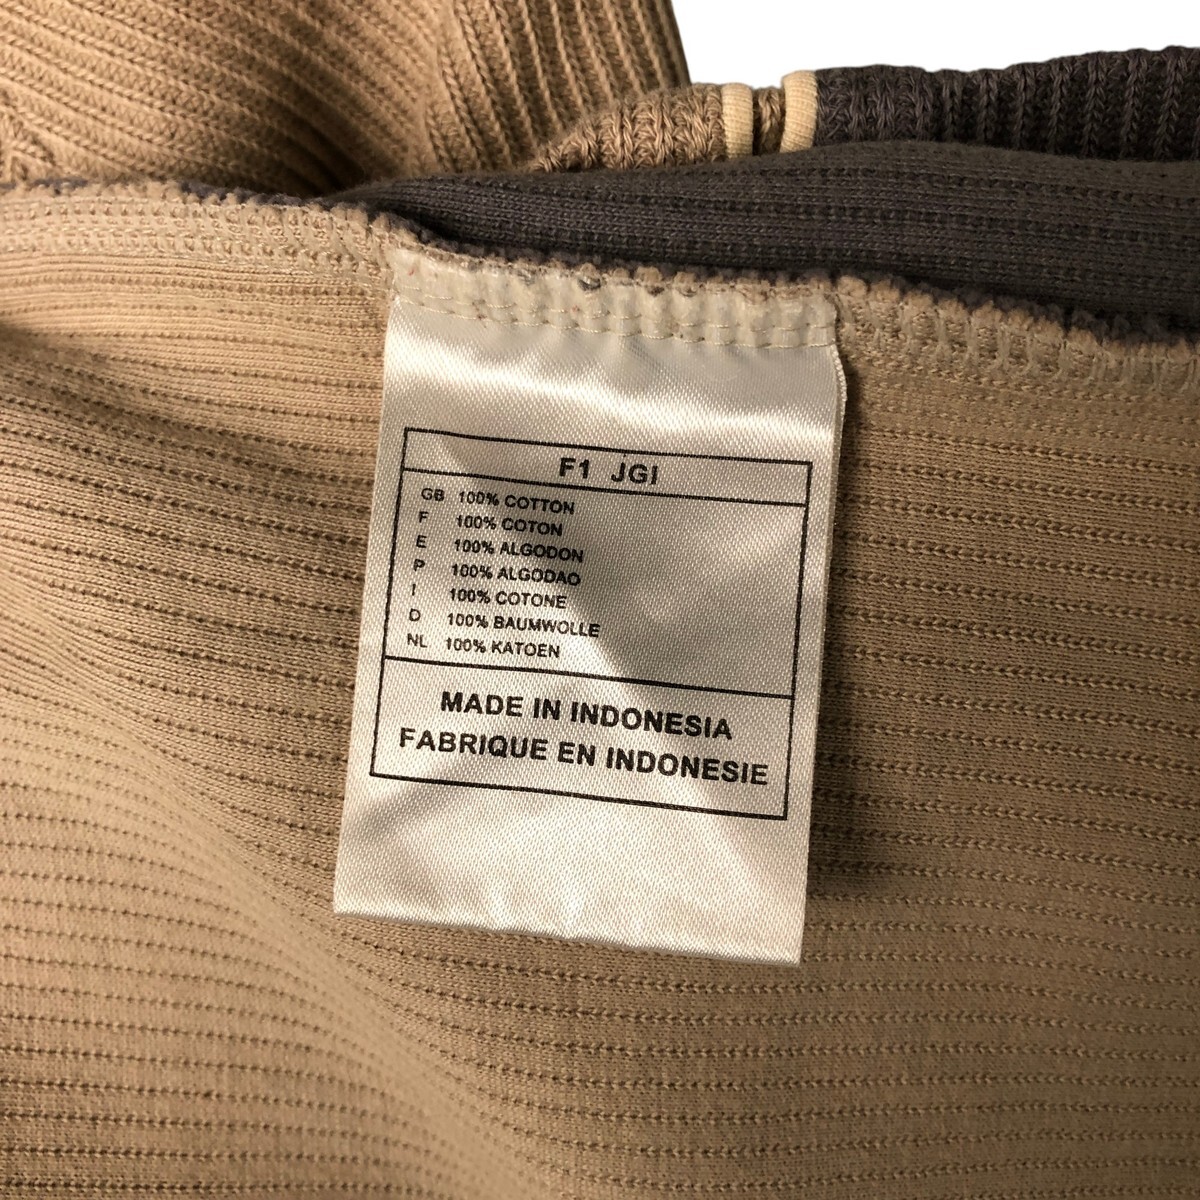 F1 JGI
GB 100% COTTON
F 100% COTON
E 100% ALGODON
P 100% ALGODAO
I 100% COTONE
D 100% BAUMWOLLE
NL 100% KATOEN
MADE IN INDONESIA
FABRIQUE EN INDONESIE